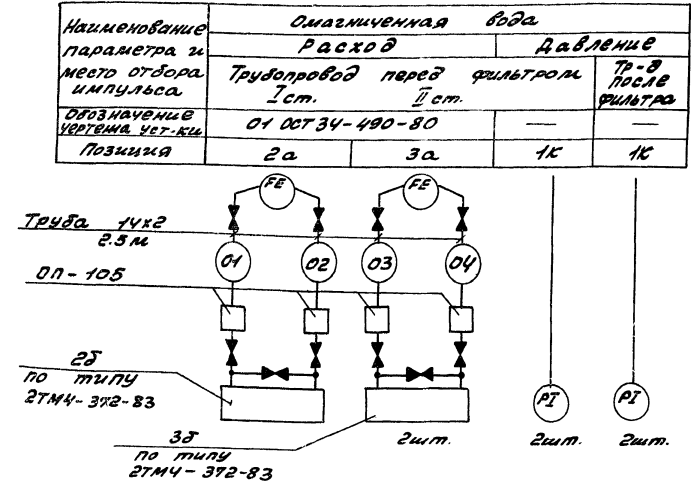 Наименование
параметра и
место отбора
импульса
Омагниченная вода
Расход
Давление
Трубопровод перед фильтром
I ст. II ст.
Тр-д
после
фильтра
Обозначение
чертежа уст-ки
01 ОСТ 34-490-80
—
—
Позиция
2а
3а
1К
1К
FE
FE
Труба 14х2
2.5 м
01
02
03
04
ОП-105
2б
по типу
2ТМ4-372-83
3б
по типу
2ТМ4-372-83
2шт.
PI
2шт.
PI
2шт.